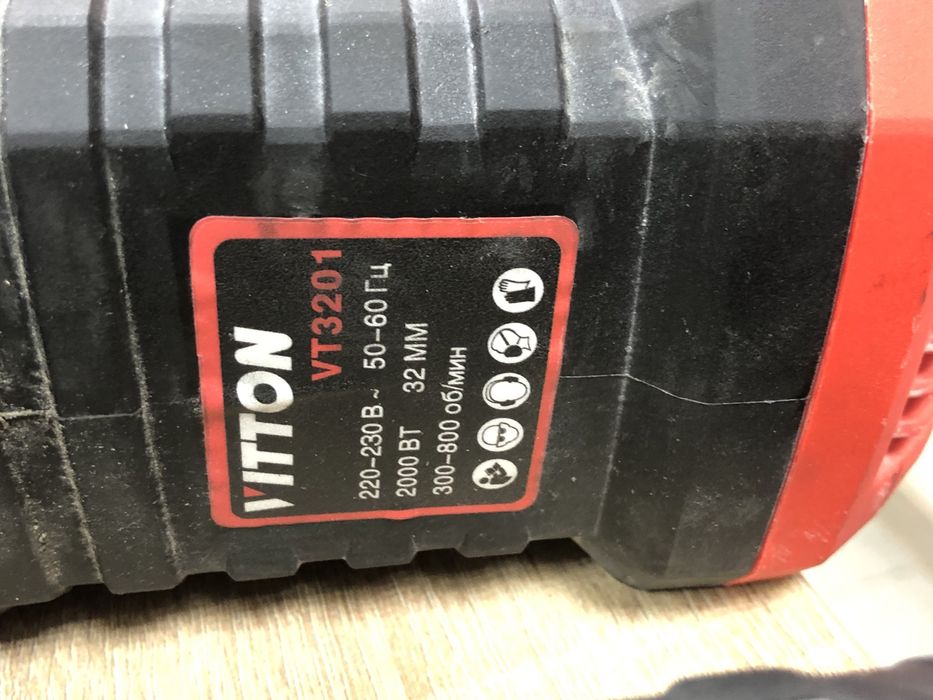 VITTON
VT3201
220-230 В ~ 50-60 Гц
2000 ВТ 32 ММ
300-800 об/мин